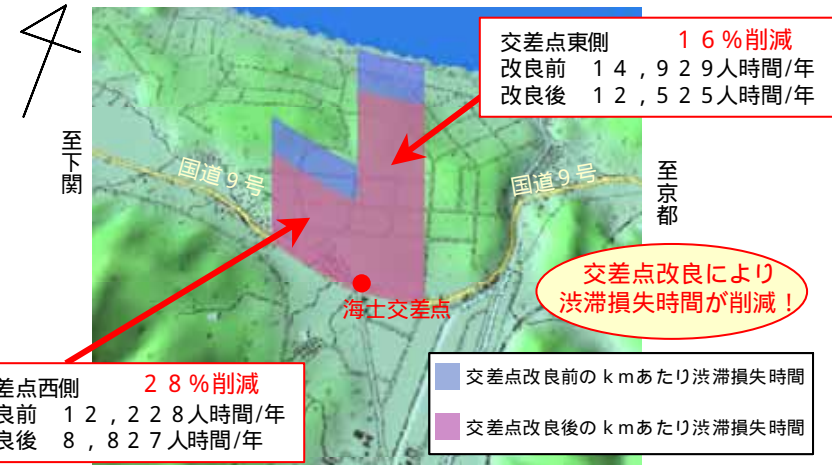 交差点東側 16%削減
改良前 14,929人時間/年
改良後 12,525人時間/年
至下関
国道9号
国道9号
至京都
交差点改良により
渋滞損失時間が削減!
海士交差点
差点西側 28%削減
良前 12,228人時間/年
良後 8,827人時間/年
交差点改良前のkmあたり渋滞損失時間
交差点改良後のkmあたり渋滞損失時間